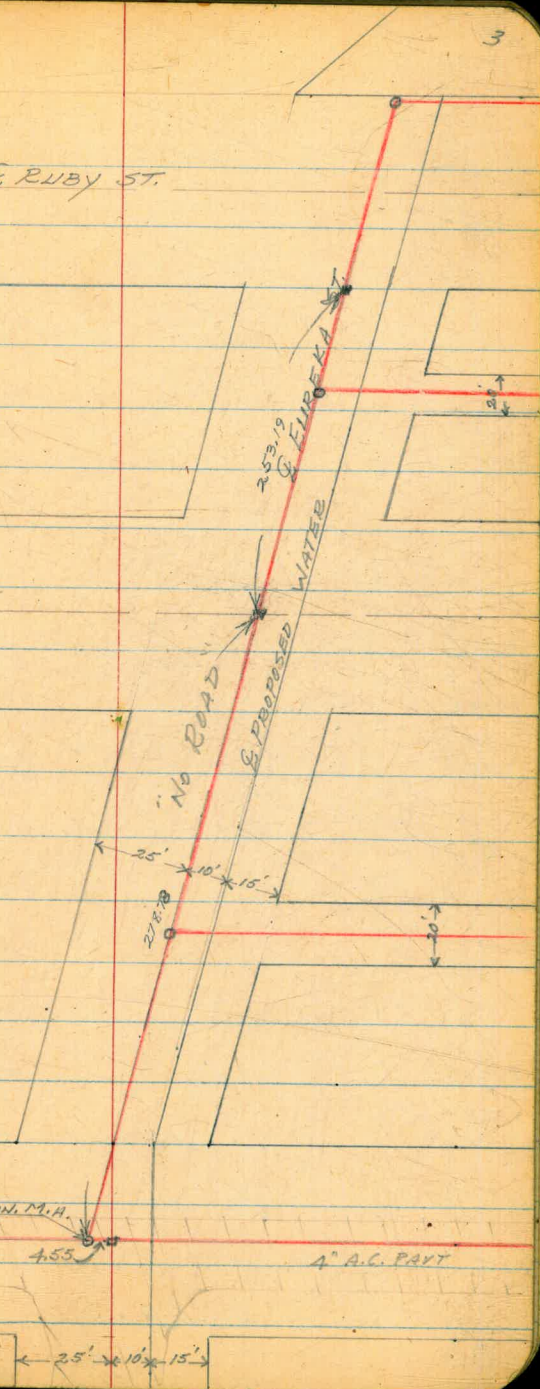 3
RUBY ST.
20'
253.19
℄ EUREKA ST.
℄ PROPOSED WATER
"NO ROAD"
25' 10' 15'
278.78
20'
N. M.H.
4.55
4" A.C. PAVT
25' 10' 15'